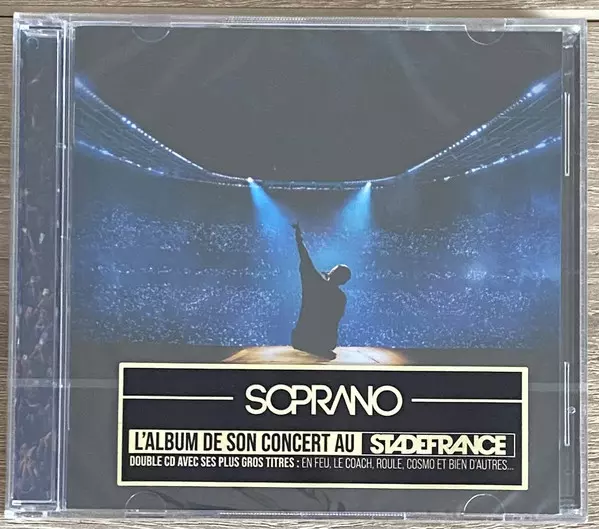 SOPRANO
L'ALBUM DE SON CONCERT AU STADEFRANCE
DOUBLE CD AVEC SES PLUS GROS TITRES : EN FEU, LE COACH, ROULE, COSMO ET BIEN D'AUTRES...